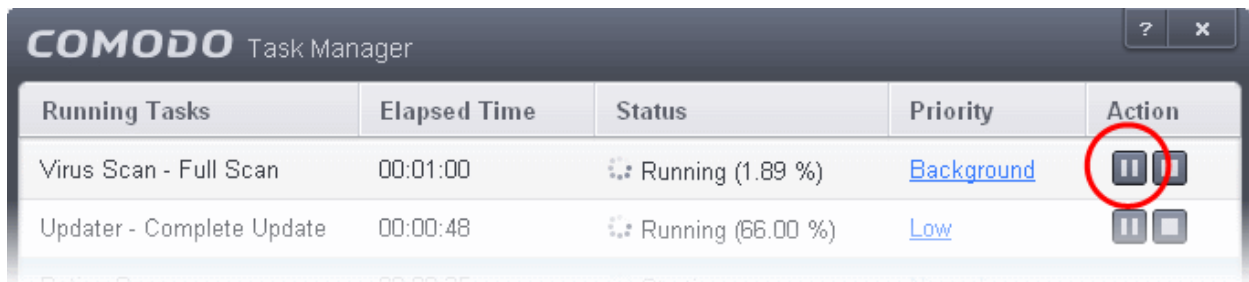 COMODO Task Manager ? x
Running Tasks Elapsed Time Status Priority Action
Virus Scan - Full Scan 00:01:00 Running (1.89 %) Background
Updater - Complete Update 00:00:48 Running (66.00 %) Low